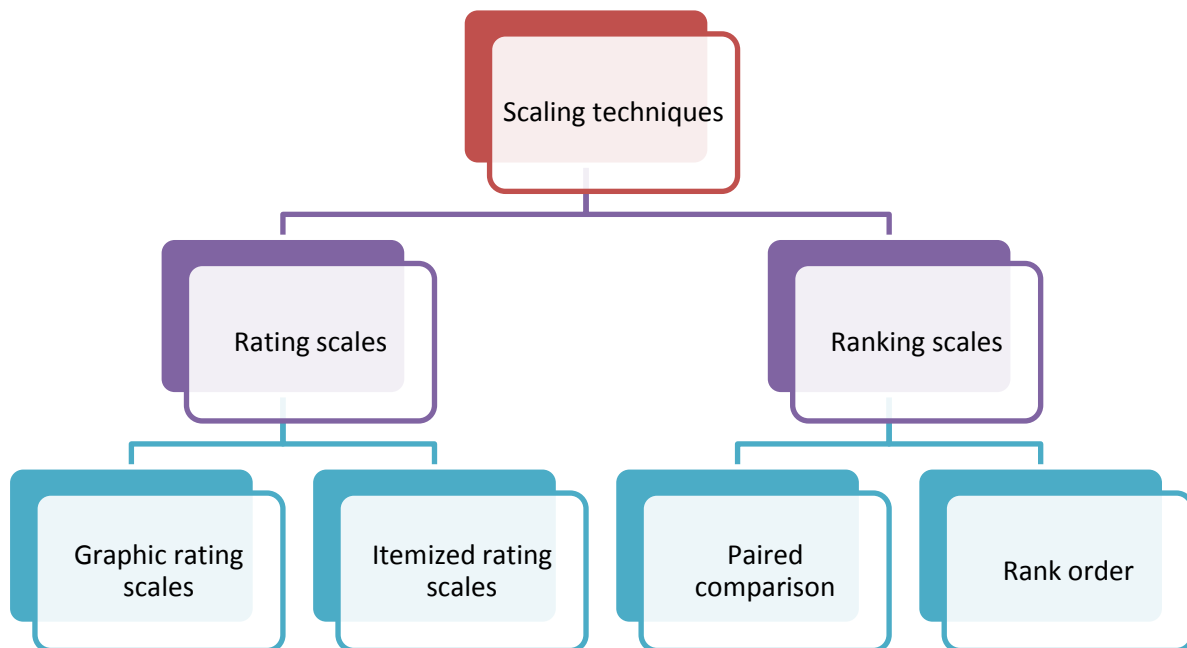 Scaling techniques
Rating scales
Ranking scales
Graphic rating
scales
Itemized rating
scales
Paired
comparison
Rank order